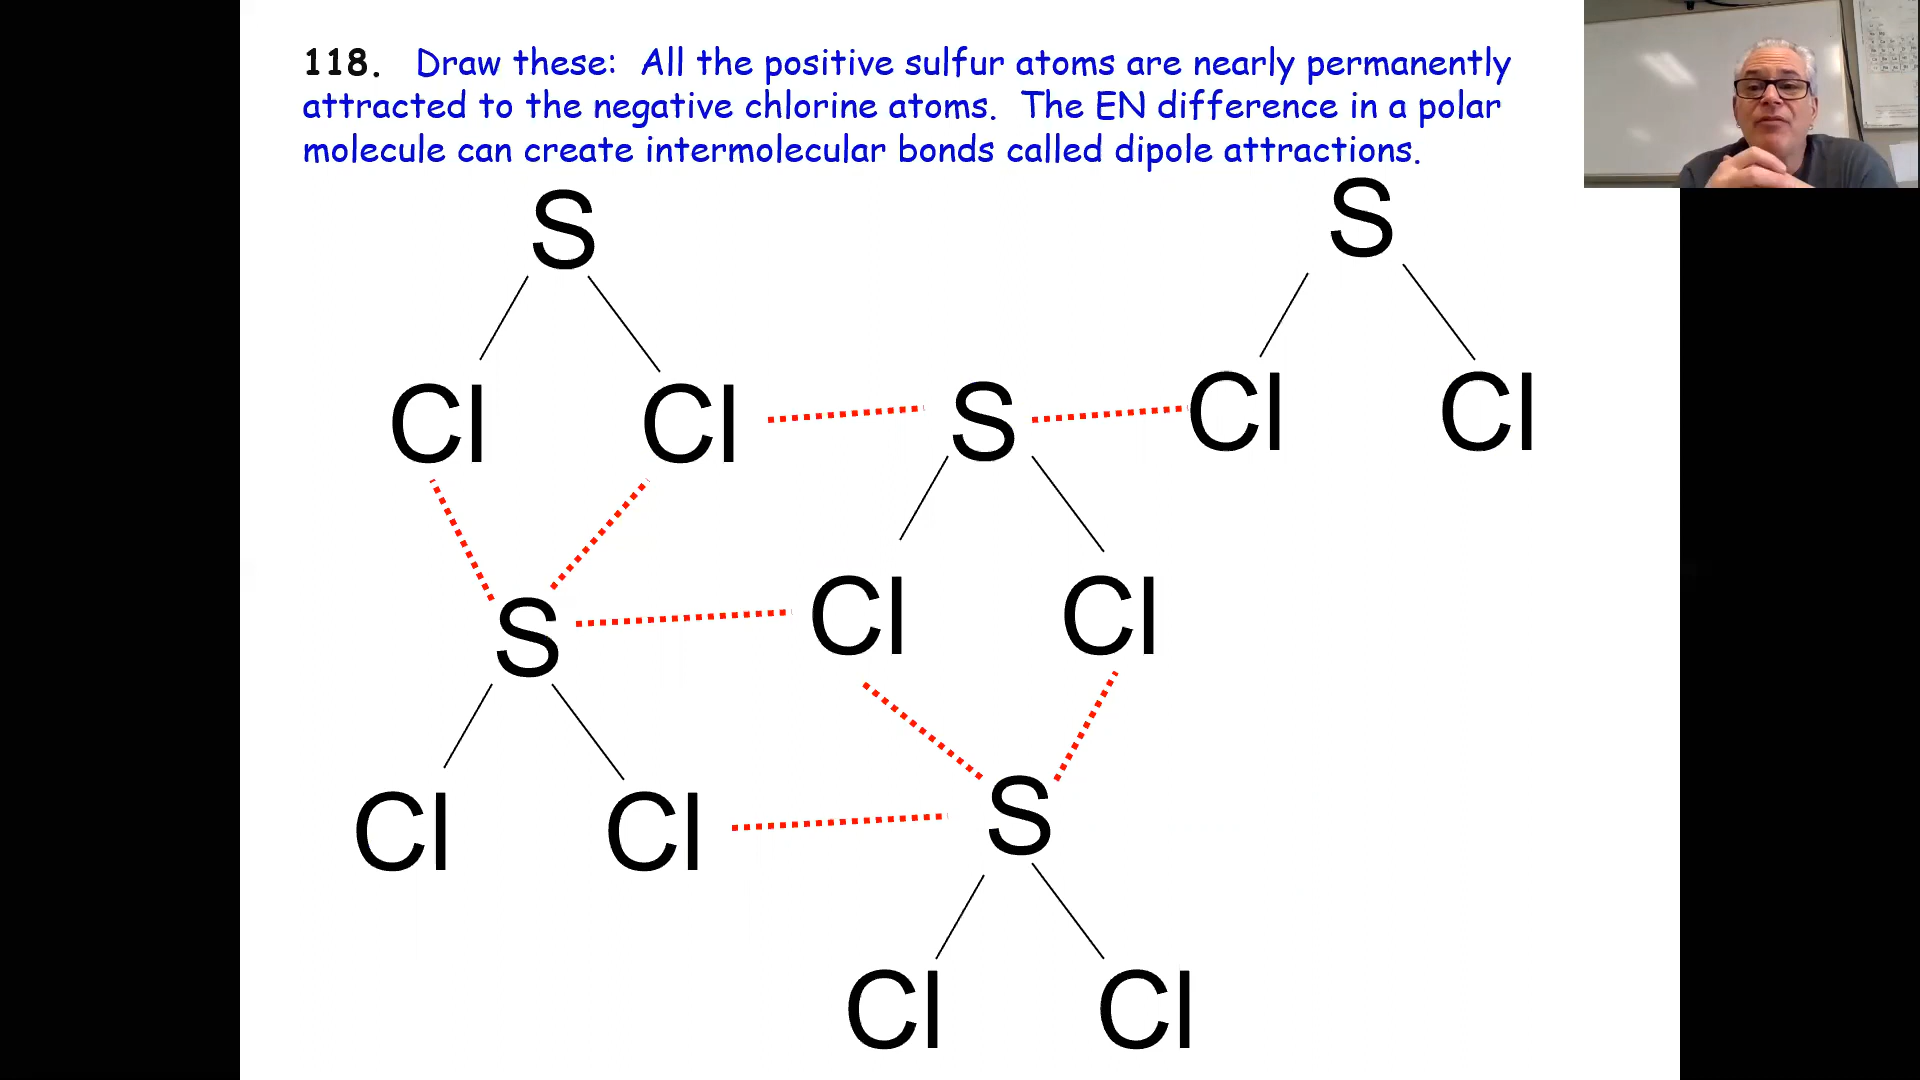 118. Draw these: All the positive sulfur atoms are nearly permanently
attracted to the negative chlorine atoms. The EN difference in a polar
molecule can create intermolecular bonds called dipole attractions.
S S
Cl Cl S Cl Cl
S Cl Cl
Cl Cl S
Cl Cl